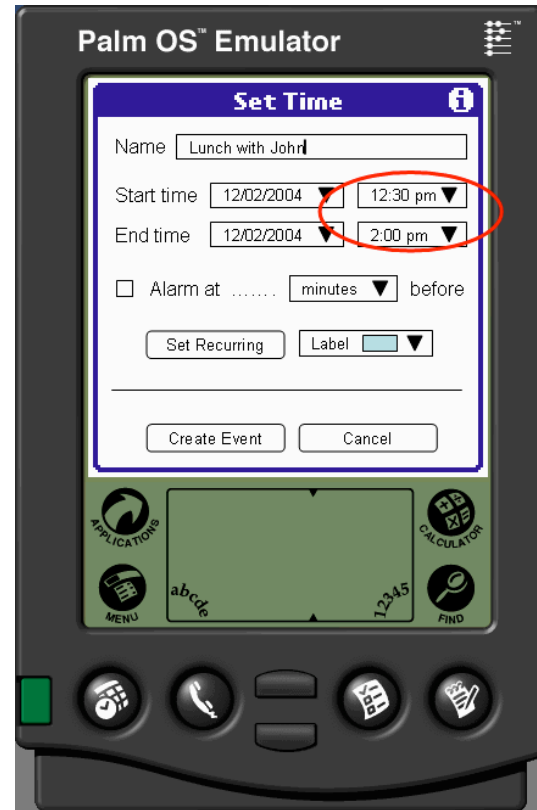 Palm OS™ Emulator
™
Set Time
i
Name Lunch with John
Start time 12/02/2004 12:30 pm
End time 12/02/2004 2:00 pm
Alarm at ....... minutes before
Set Recurring Label
Create Event Cancel
APPLICATIONS
CALCULATOR
MENU
abcde
12345
FIND